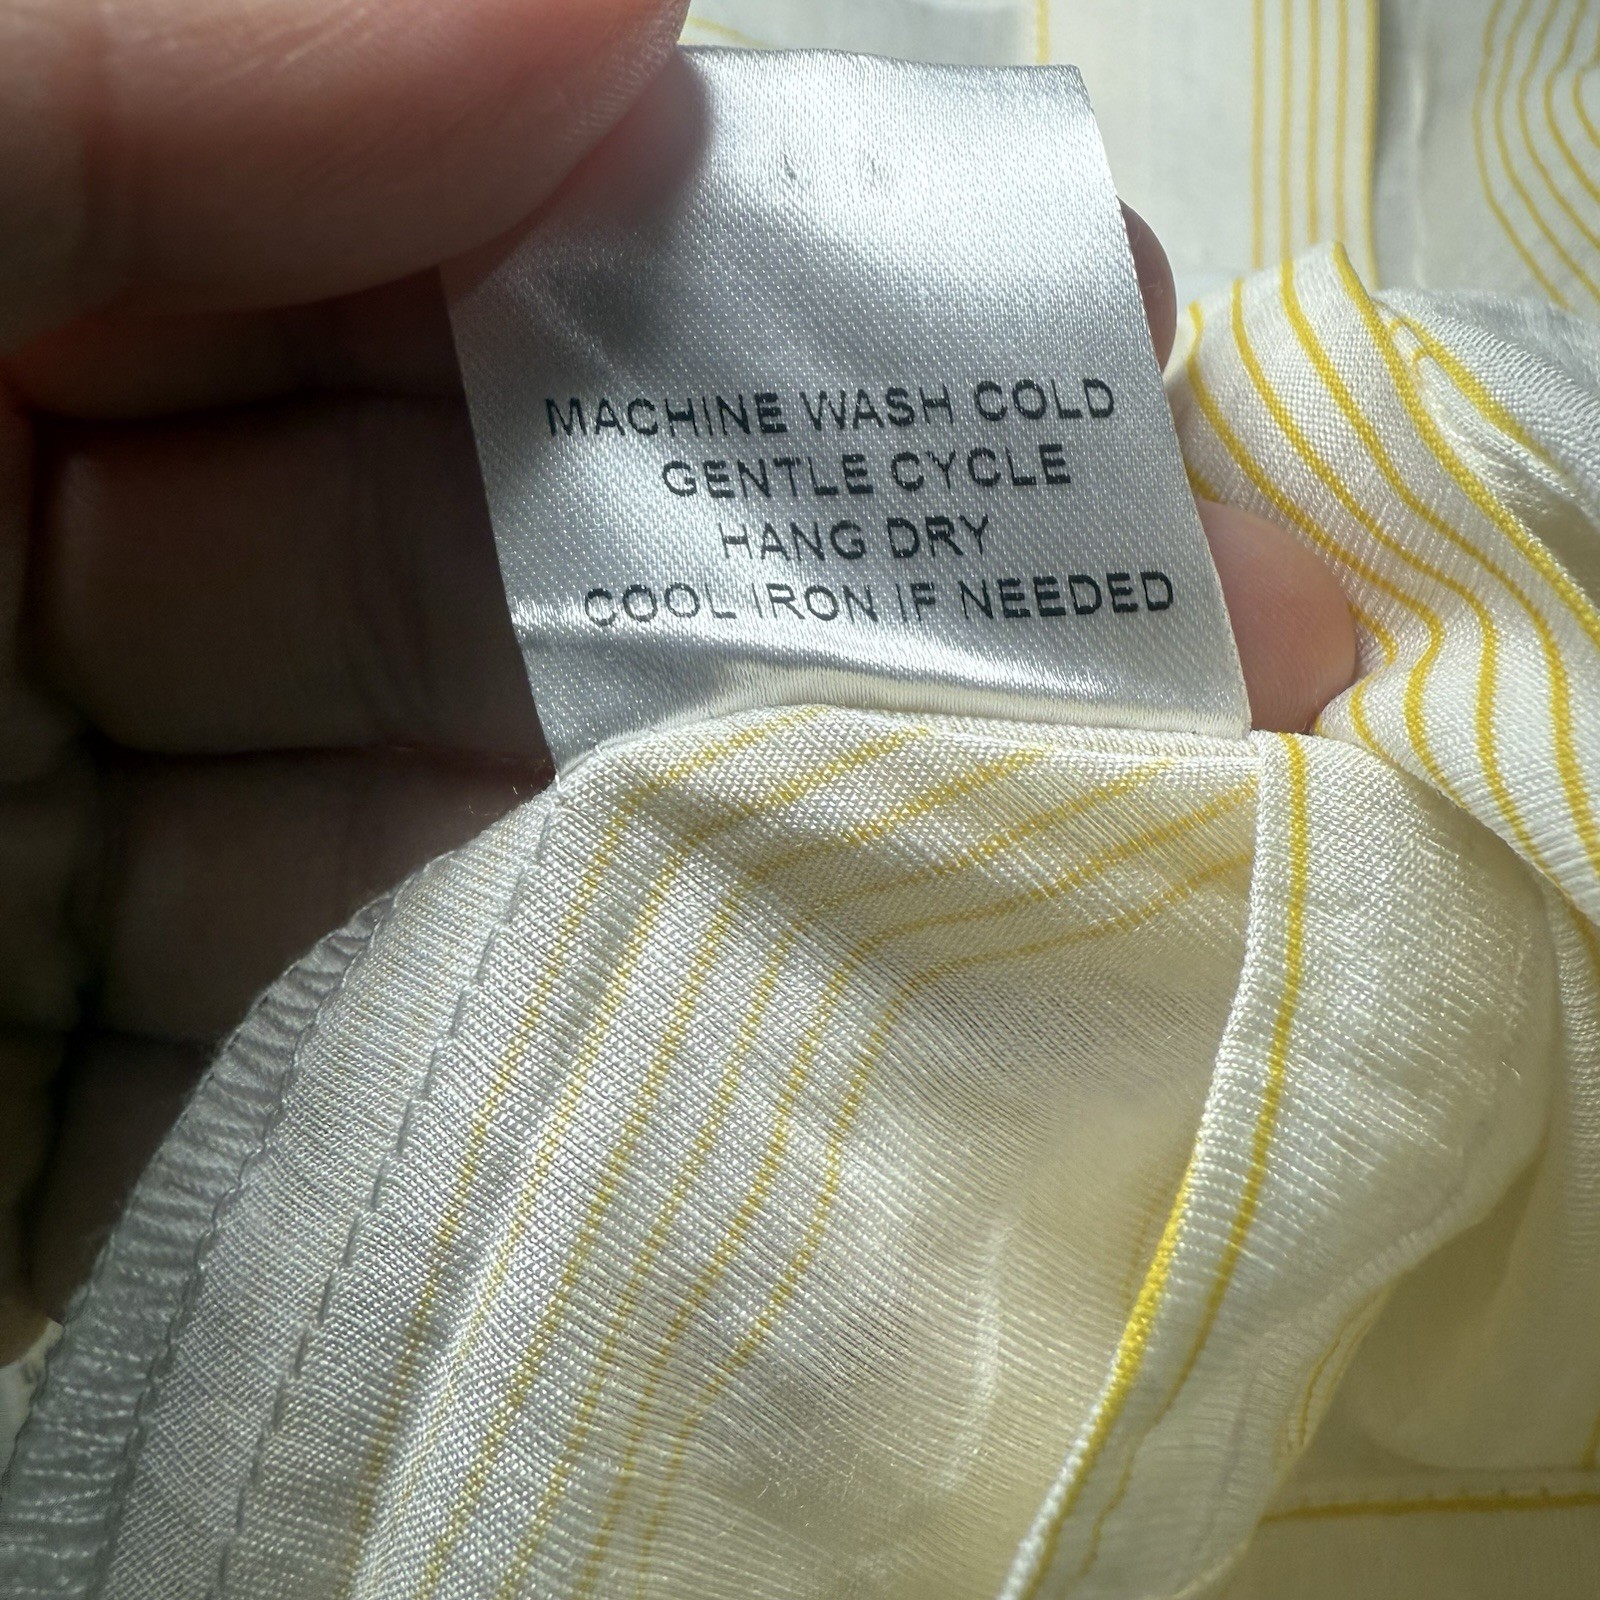 MACHINE WASH COLD
GENTLE CYCLE
HANG DRY
COOL IRON IF NEEDED